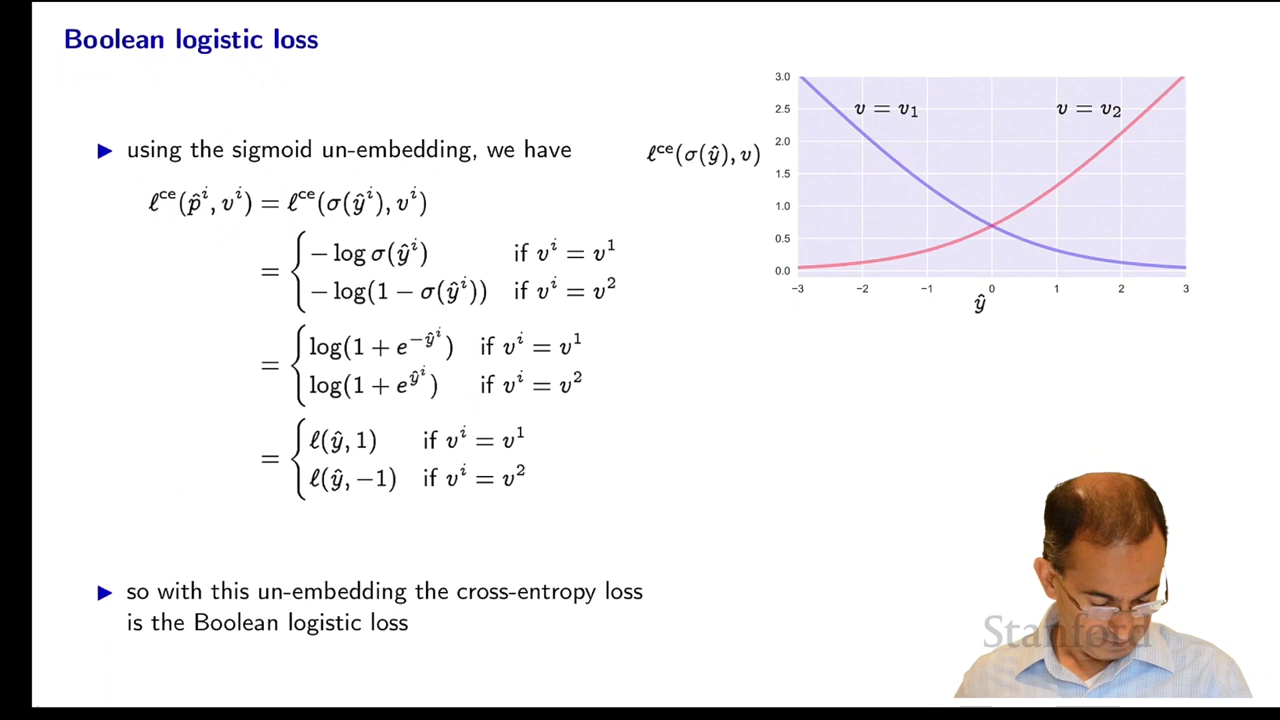 Boolean logistic loss
▶ using the sigmoid un-embedding, we have
ℓ^ce(p̂^i, v^i) = ℓ^ce(σ(ŷ^i), v^i)
= { − log σ(ŷ^i) if v^i = v^1
− log(1 − σ(ŷ^i)) if v^i = v^2
= { log(1 + e^{−ŷ^i}) if v^i = v^1
log(1 + e^{ŷ^i}) if v^i = v^2
= { ℓ(ŷ, 1) if v^i = v^1
ℓ(ŷ, −1) if v^i = v^2
▶ so with this un-embedding the cross-entropy loss
is the Boolean logistic loss
ℓ^ce(σ(ŷ), v)
3.0
2.5
2.0
1.5
1.0
0.5
0.0
v = v_1
v = v_2
−3 −2 −1 0 1 2 3
ŷ
Stanford